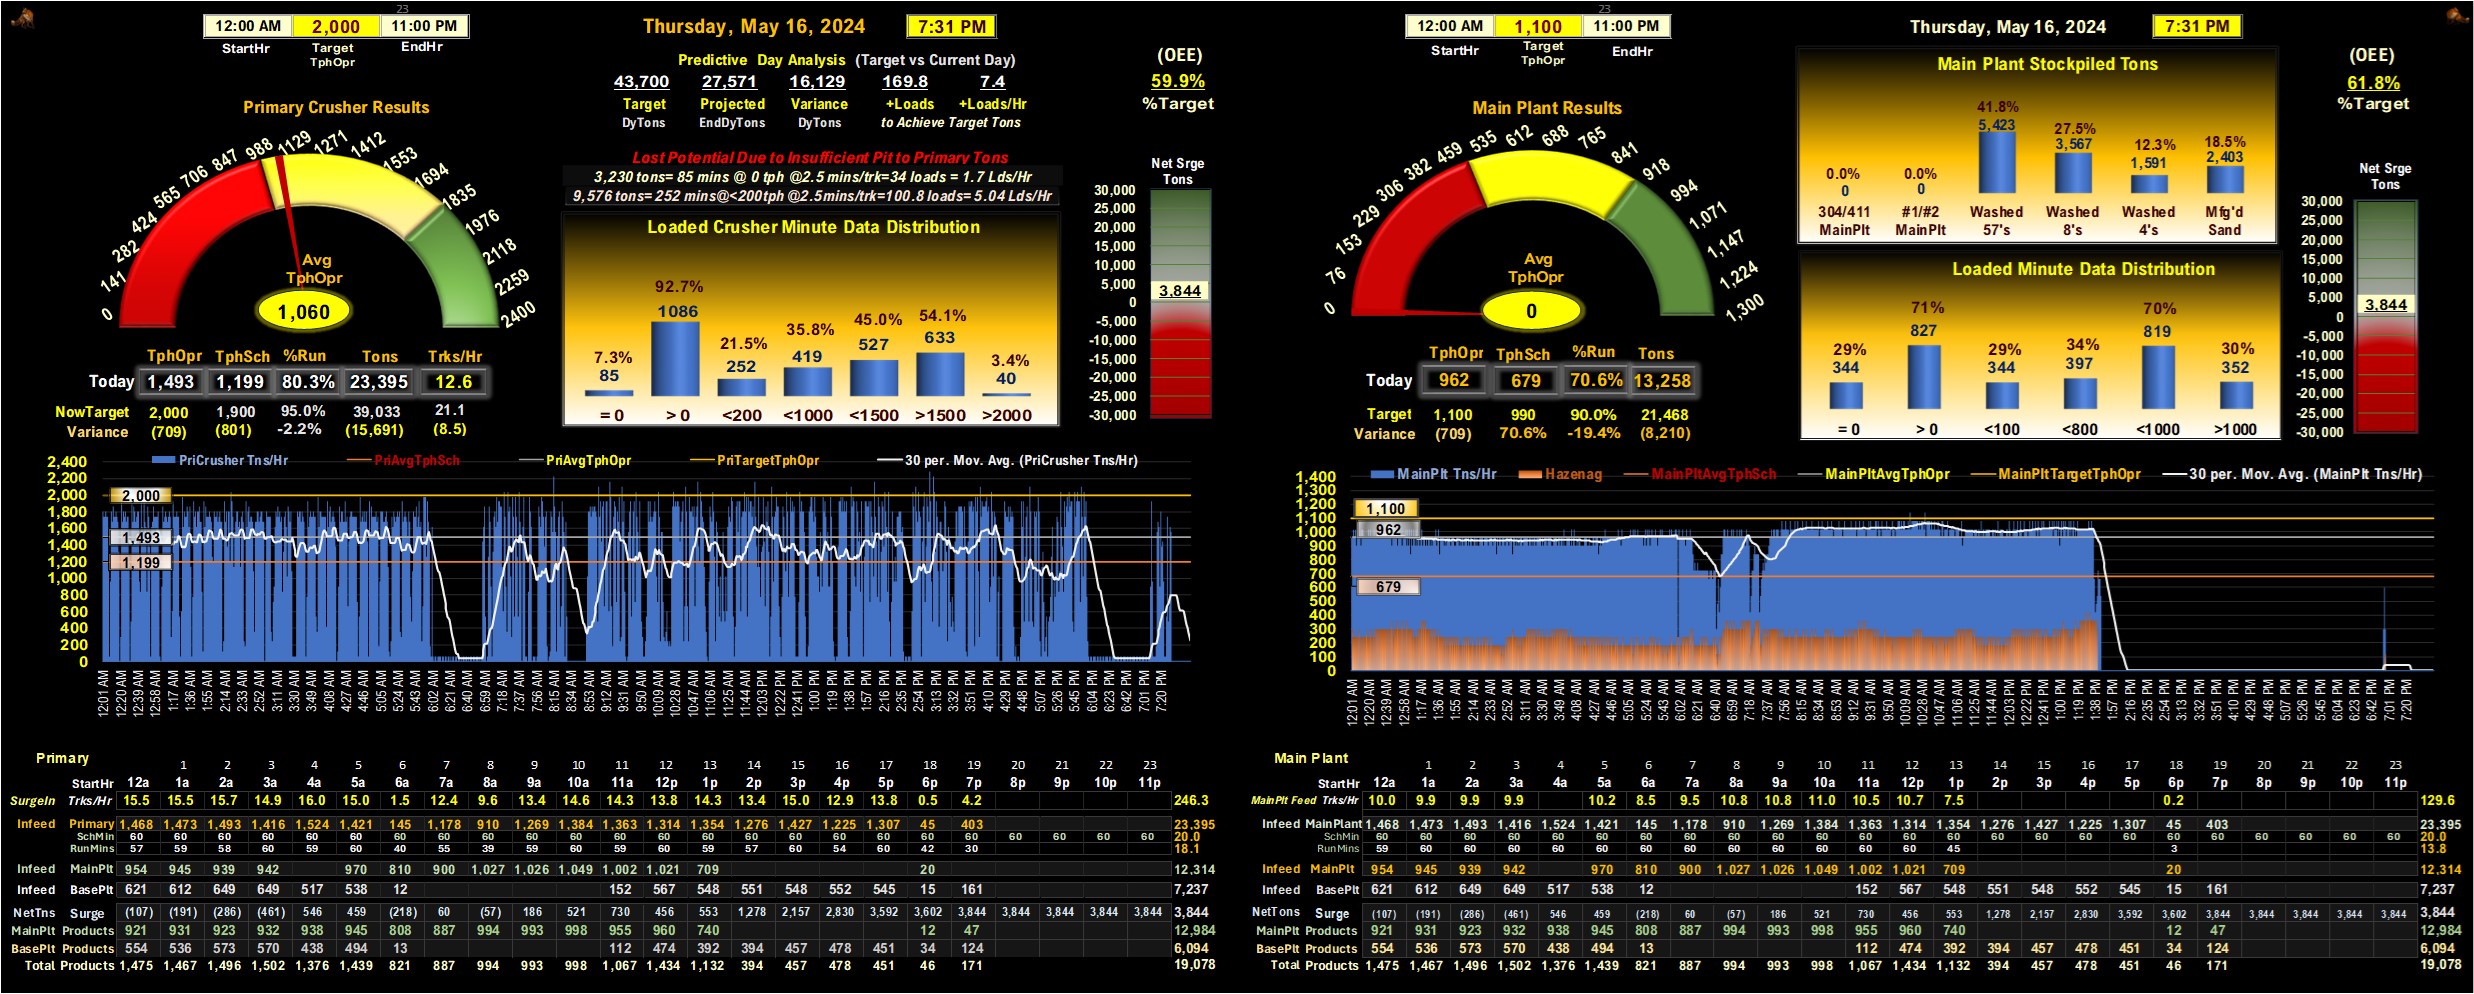 23
12:00 AM 2,000 11:00 PM
StartHr Target TphOpr EndHr
Thursday, May 16, 2024 7:31 PM
Predictive Day Analysis (Target vs Current Day)
43,700 27,571 16,129 169.8 7.4
Target Projected Variance +Loads +Loads/Hr
DyTons EndDyTons DyTons to Achieve Target Tons
(OEE)
59.9%
%Target
Primary Crusher Results
0 141 282 424 565 706 847 988 1129 1271 1412 1553 1694 1835 1976 2118 2259 2400
Avg
TphOpr
1,060
TphOpr TphSch %Run Tons Trks/Hr
Today 1,493 1,199 80.3% 23,395 12.6
NowTarget 2,000 1,900 95.0% 39,033 21.1
Variance (709) (801) -2.2% (15,691) (8.5)
Lost Potential Due to Insufficient Pit to Primary Tons
3,230 tons= 85 mins @ 0 tph @2.5 mins/trk=34 loads = 1.7 Lds/Hr
9,576 tons= 252 mins@<200tph @2.5mins/trk=100.8 loads= 5.04 Lds/Hr
Loaded Crusher Minute Data Distribution
7.3% 92.7% 21.5% 35.8% 45.0% 54.1% 3.4%
85 1086 252 419 527 633 40
= 0 > 0 <200 <1000 <1500 >1500 >2000
Net Srge
Tons
30,000
25,000
20,000
15,000
10,000
5,000
3,844
0
-5,000
-10,000
-15,000
-20,000
-25,000
-30,000
PriCrusher Tns/Hr PriAvgTphSch PriAvgTphOpr PriTargetTphOpr 30 per. Mov. Avg. (PriCrusher Tns/Hr)
2,400
2,200
2,000
1,800
1,600
1,400
1,200
1,000
800
600
400
200
0
2,000
1,493
1,199
12:01 AM 12:20 AM 12:39 AM 12:58 AM 1:17 AM 1:36 AM 1:55 AM 2:14 AM 2:33 AM 2:52 AM 3:11 AM 3:30 AM 3:49 AM 4:08 AM 4:27 AM 4:46 AM 5:05 AM 5:24 AM 5:43 AM 6:02 AM 6:21 AM 6:40 AM 6:59 AM 7:18 AM 7:37 AM 7:56 AM 8:15 AM 8:34 AM 8:53 AM 9:12 AM 9:31 AM 9:50 AM 10:09 AM 10:28 AM 10:47 AM 11:06 AM 11:25 AM 11:44 AM 12:03 PM 12:22 PM 12:41 PM 1:00 PM 1:19 PM 1:38 PM 1:57 PM 2:16 PM 2:35 PM 2:54 PM 3:13 PM 3:32 PM 3:51 PM 4:10 PM 4:29 PM 4:48 PM 5:07 PM 5:26 PM 5:45 PM 6:04 PM 6:23 PM 6:42 PM 7:01 PM 7:20 PM
Primary
1 2 3 4 5 6 7 8 9 10 11 12 13 14 15 16 17 18 19 20 21 22 23
StartHr 12a 1a 2a 3a 4a 5a 6a 7a 8a 9a 10a 11a 12p 1p 2p 3p 4p 5p 6p 7p 8p 9p 10p 11p
SurgeIn Trks/Hr 15.5 15.5 15.7 14.9 16.0 15.0 1.5 12.4 9.6 13.4 14.6 14.3 13.8 14.3 13.4 15.0 12.9 13.8 0.5 4.2 246.3
Infeed Primary 1,468 1,473 1,493 1,416 1,524 1,421 145 1,178 910 1,269 1,384 1,363 1,314 1,354 1,276 1,427 1,225 1,307 45 403 23,395
SchMin 60 60 60 60 60 60 60 60 60 60 60 60 60 60 60 60 60 60 60 60 60 60 60 60 20.0
RunMins 57 59 58 60 59 60 40 55 39 59 60 60 60 60 57 60 54 60 42 30 18.1
Infeed MainPlt 954 945 939 942 970 810 900 1,027 1,026 1,049 1,002 1,021 709 20 12,314
Infeed BasePlt 621 612 649 649 517 538 12 152 567 548 551 548 552 545 15 161 7,237
NetTns Surge (107) (191) (286) (461) 546 459 (218) 60 (57) 186 521 730 456 553 1,278 2,157 2,830 3,592 3,602 3,844 3,844 3,844 3,844 3,844 3,844
MainPlt Products 921 931 923 932 938 945 808 887 994 993 998 955 960 740 12 47 12,984
BasePlt Products 554 536 573 570 438 494 13 112 474 392 394 457 478 451 34 124 6,094
Total Products 1,475 1,467 1,496 1,502 1,376 1,439 821 887 994 993 998 1,067 1,434 1,132 394 457 478 451 46 171 19,078
23
12:00 AM 1,100 11:00 PM
StartHr Target TphOpr EndHr
Thursday, May 16, 2024 7:31 PM
(OEE)
61.8%
%Target
Main Plant Results
0 76 153 229 306 382 459 535 612 688 765 841 918 994 1,071 1,147 1,224 1,300
Avg
TphOpr
0
TphOpr TphSch %Run Tons
Today 962 679 70.6% 13,258
Target 1,100 990 90.0% 21,468
Variance (709) 70.6% -19.4% (8,210)
Main Plant Stockpiled Tons
0.0% 0.0% 41.8% 27.5% 12.3% 18.5%
0 0 5,423 3,567 1,591 2,403
304/411 #1/#2 Washed Washed Washed Mfg'd
MainPlt MainPlt 57's 8's 4's Sand
Loaded Minute Data Distribution
29% 71% 29% 34% 70% 30%
344 827 344 397 819 352
= 0 > 0 <100 <800 <1000 >1000
Net Srge
Tons
30,000
25,000
20,000
15,000
10,000
5,000
3,844
0
-5,000
-10,000
-15,000
-20,000
-25,000
-30,000
MainPlt Tns/Hr Hazenag MainPltAvgTphSch MainPltAvgTphOpr MainPltTargetTphOpr 30 per. Mov. Avg. (MainPlt Tns/Hr)
1,400
1,300
1,200
1,100
1,000
900
800
700
600
500
400
300
200
100
0
1,100
962
679
12:01 AM 12:20 AM 12:39 AM 12:58 AM 1:17 AM 1:36 AM 1:55 AM 2:14 AM 2:33 AM 2:52 AM 3:11 AM 3:30 AM 3:49 AM 4:08 AM 4:27 AM 4:46 AM 5:05 AM 5:24 AM 5:43 AM 6:02 AM 6:21 AM 6:40 AM 6:59 AM 7:18 AM 7:37 AM 7:56 AM 8:15 AM 8:34 AM 8:53 AM 9:12 AM 9:31 AM 9:50 AM 10:09 AM 10:28 AM 10:47 AM 11:06 AM 11:25 AM 11:44 AM 12:03 PM 12:22 PM 12:41 PM 1:00 PM 1:19 PM 1:38 PM 1:57 PM 2:16 PM 2:35 PM 2:54 PM 3:13 PM 3:32 PM 3:51 PM 4:10 PM 4:29 PM 4:48 PM 5:07 PM 5:26 PM 5:45 PM 6:04 PM 6:23 PM 6:42 PM 7:01 PM 7:20 PM
Main Plant
1 2 3 4 5 6 7 8 9 10 11 12 13 14 15 16 17 18 19 20 21 22 23
StartHr 12a 1a 2a 3a 4a 5a 6a 7a 8a 9a 10a 11a 12p 1p 2p 3p 4p 5p 6p 7p 8p 9p 10p 11p
MainPlt Feed Trks/Hr 10.0 9.9 9.9 9.9 10.2 8.5 9.5 10.8 10.8 11.0 10.5 10.7 7.5 0.2 129.6
Infeed MainPlant 1,468 1,473 1,493 1,416 1,524 1,421 145 1,178 910 1,269 1,384 1,363 1,314 1,354 1,276 1,427 1,225 1,307 45 403 23,395
SchMin 60 60 60 60 60 60 60 60 60 60 60 60 60 60 60 60 60 60 60 60 60 60 60 60 20.0
RunMins 59 60 60 60 60 60 60 60 60 60 60 60 45 3 13.8
Infeed MainPlt 954 945 939 942 970 810 900 1,027 1,026 1,049 1,002 1,021 709 20 12,314
Infeed BasePlt 621 612 649 649 517 538 12 152 567 548 551 548 552 545 15 161 7,237
NetTons Surge (107) (191) (286) (461) 546 459 (218) 60 (57) 186 521 730 456 553 1,278 2,157 2,830 3,592 3,602 3,844 3,844 3,844 3,844 3,844 3,844
MainPlt Products 921 931 923 932 938 945 808 887 994 993 998 955 960 740 12 47 12,984
BasePlt Products 554 536 573 570 438 494 13 112 474 392 394 457 478 451 34 124 6,094
Total Products 1,475 1,467 1,496 1,502 1,376 1,439 821 887 994 993 998 1,067 1,434 1,132 394 457 478 451 46 171 19,078